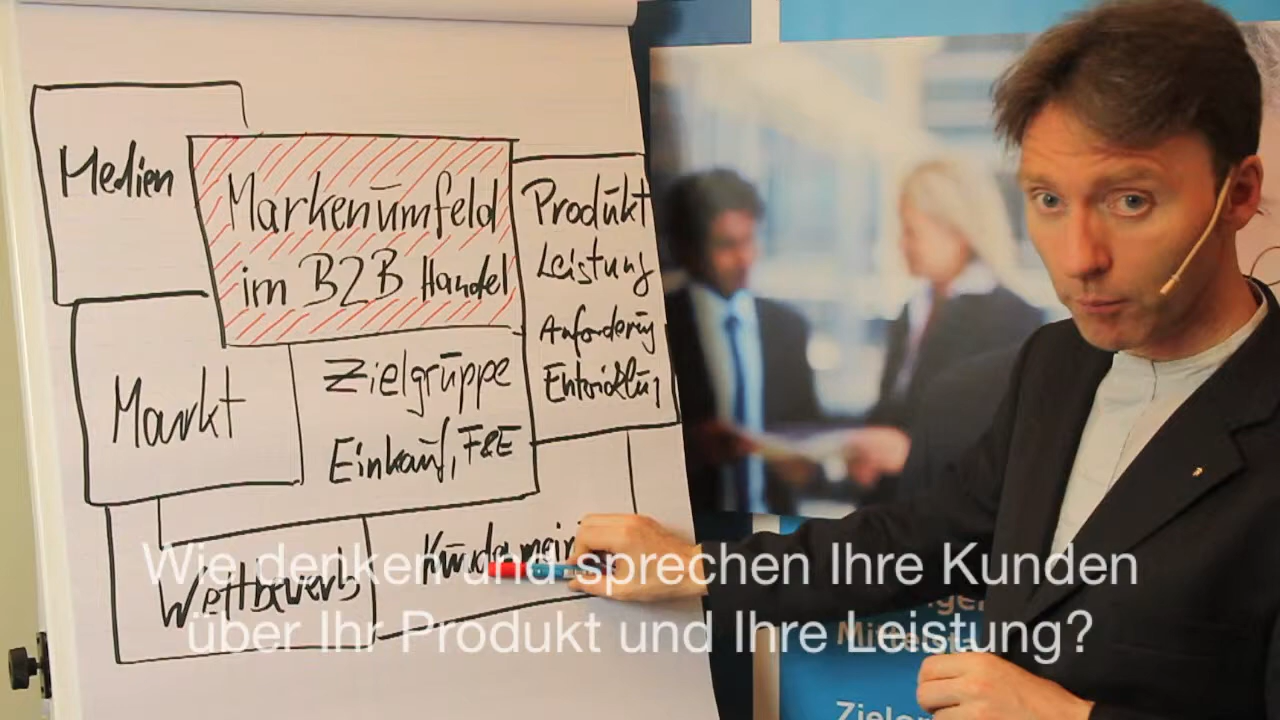 Medien
Markenumfeld
im B2B Handel
Produkt
Leistung
Anforderung
Entwicklung
Markt
Zielgruppe
Einkauf, F&E
Wettbewerb
Wie denken und sprechen Ihre Kunden
über Ihr Produkt und Ihre Leistung?